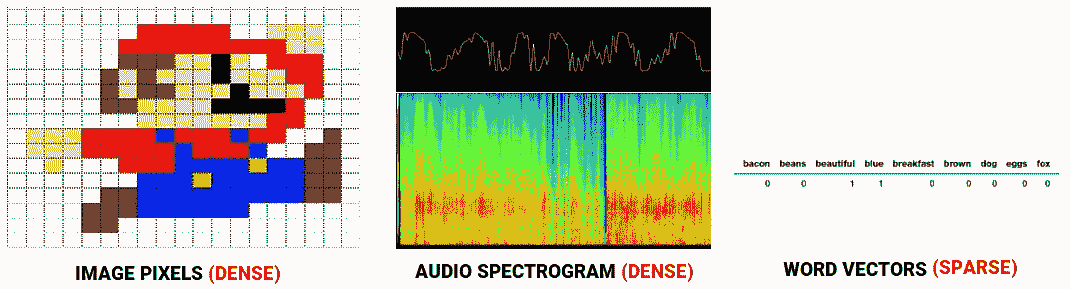 bacon beans beautiful blue breakfast brown dog eggs fox
0 0 1 1 0 0 0 0 0
IMAGE PIXELS (DENSE)
AUDIO SPECTROGRAM (DENSE)
WORD VECTORS (SPARSE)